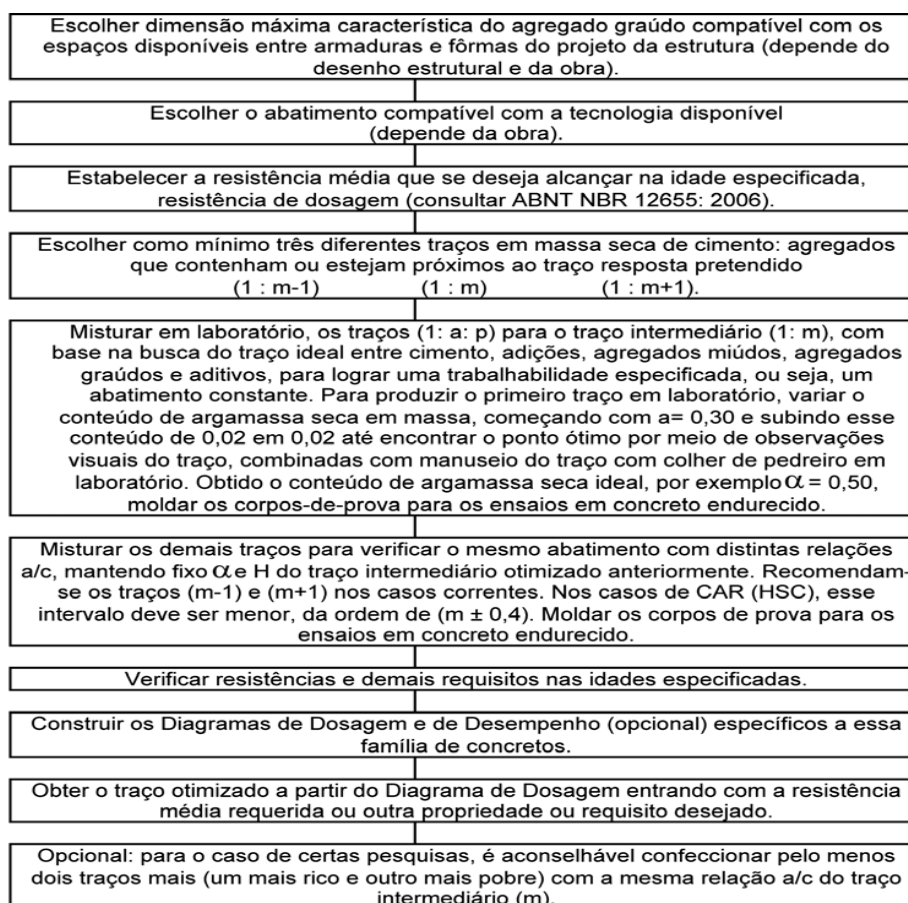 Escolher dimensão máxima característica do agregado graúdo compatível com os
espaços disponíveis entre armaduras e fôrmas do projeto da estrutura (depende do
desenho estrutural e da obra).
Escolher o abatimento compatível com a tecnologia disponível
(depende da obra).
Estabelecer a resistência média que se deseja alcançar na idade especificada,
resistência de dosagem (consultar ABNT NBR 12655: 2006).
Escolher como mínimo três diferentes traços em massa seca de cimento: agregados
que contenham ou estejam próximos ao traço resposta pretendido
(1 : m-1) (1 : m) (1 : m+1).
Misturar em laboratório, os traços (1: a: p) para o traço intermediário (1: m), com
base na busca do traço ideal entre cimento, adições, agregados miúdos, agregados
graúdos e aditivos, para lograr uma trabalhabilidade especificada, ou seja, um
abatimento constante. Para produzir o primeiro traço em laboratório, variar o
conteúdo de argamassa seca em massa, começando com a= 0,30 e subindo esse
conteúdo de 0,02 em 0,02 até encontrar o ponto ótimo por meio de observações
visuais do traço, combinadas com manuseio do traço com colher de pedreiro em
laboratório. Obtido o conteúdo de argamassa seca ideal, por exemplo α = 0,50,
moldar os corpos-de-prova para os ensaios em concreto endurecido.
Misturar os demais traços para verificar o mesmo abatimento com distintas relações
a/c, mantendo fixo α e H do traço intermediário otimizado anteriormente. Recomendam-
se os traços (m-1) e (m+1) nos casos correntes. Nos casos de CAR (HSC), esse
intervalo deve ser menor, da ordem de (m ± 0,4). Moldar os corpos de prova para os
ensaios em concreto endurecido.
Verificar resistências e demais requisitos nas idades especificadas.
Construir os Diagramas de Dosagem e de Desempenho (opcional) específicos a essa
família de concretos.
Obter o traço otimizado a partir do Diagrama de Dosagem entrando com a resistência
média requerida ou outra propriedade ou requisito desejado.
Opcional: para o caso de certas pesquisas, é aconselhável confeccionar pelo menos
dois traços mais (um mais rico e outro mais pobre) com a mesma relação a/c do traço
intermediário (m).